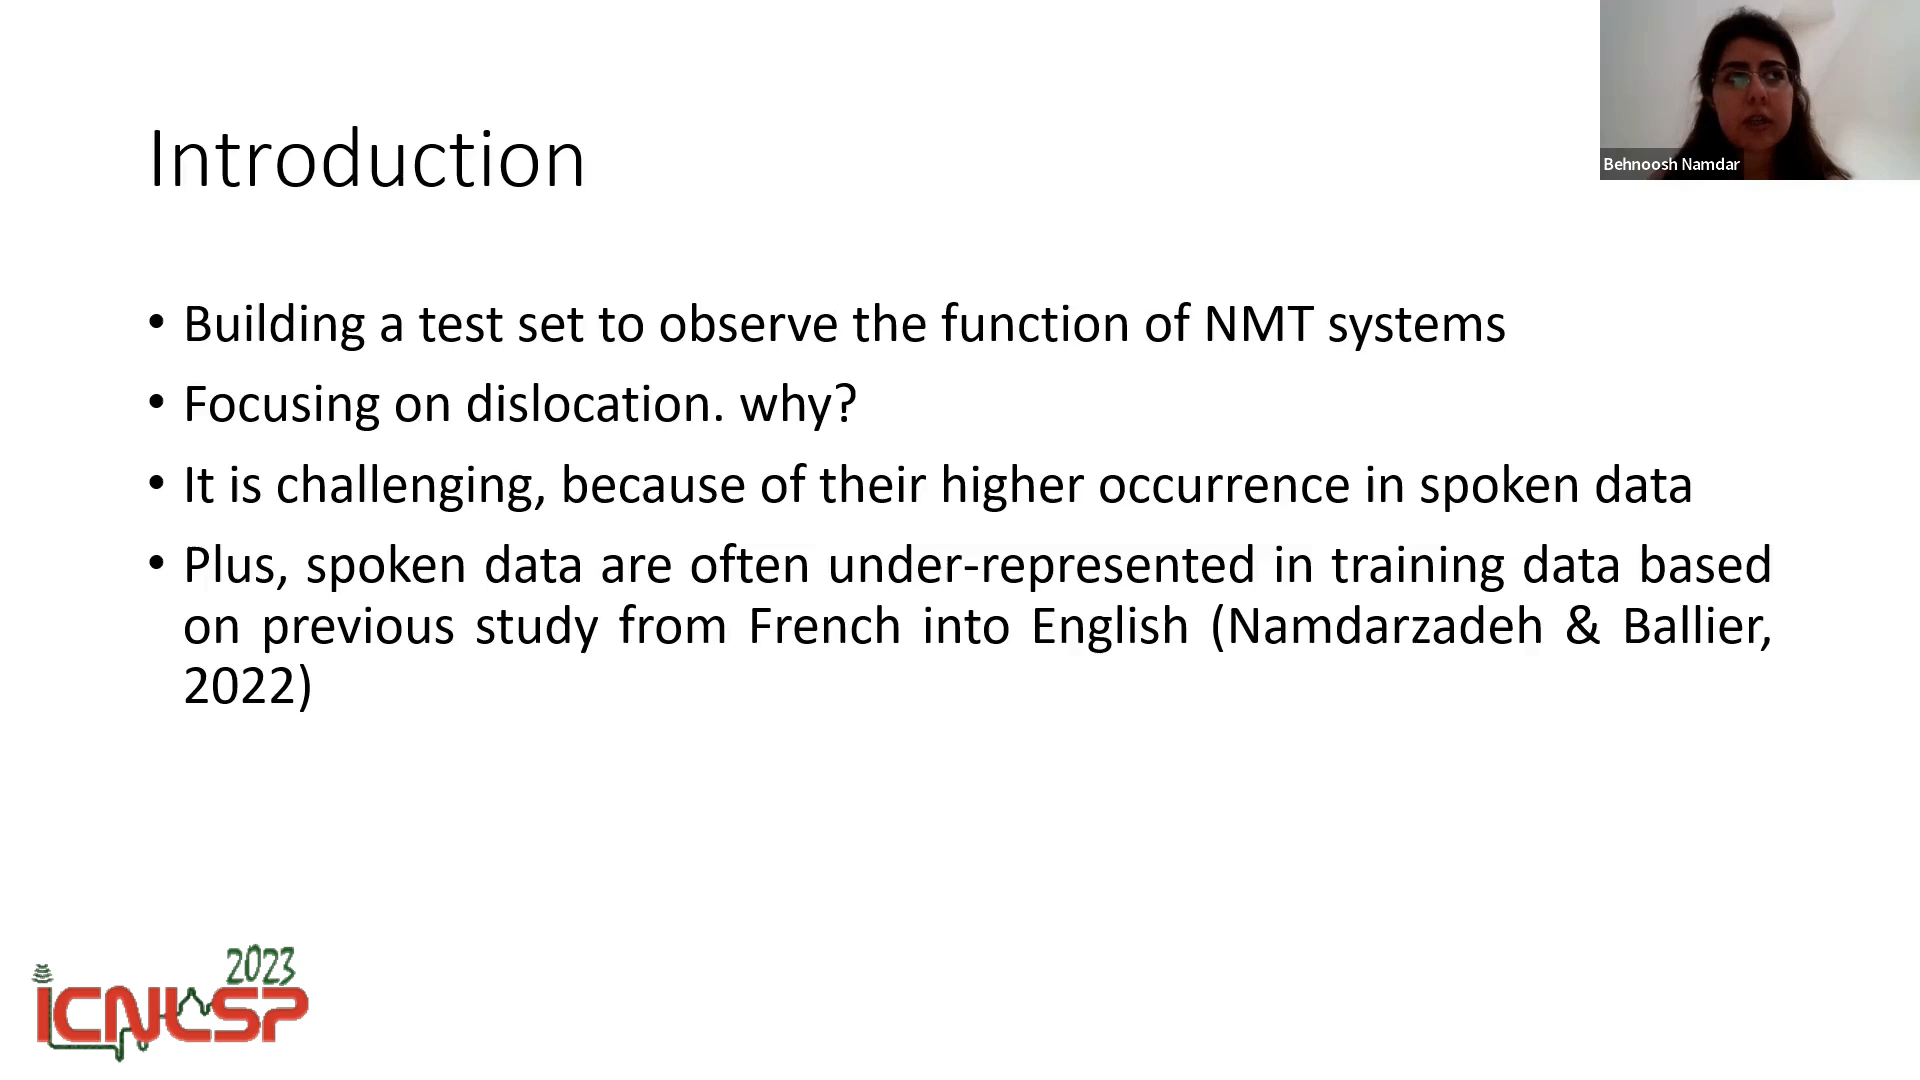 Behnoosh Namdar
Introduction
• Building a test set to observe the function of NMT systems
• Focusing on dislocation. why?
• It is challenging, because of their higher occurrence in spoken data
• Plus, spoken data are often under-represented in training data based
on previous study from French into English (Namdarzadeh & Ballier,
2022)
2023
ICNLSP